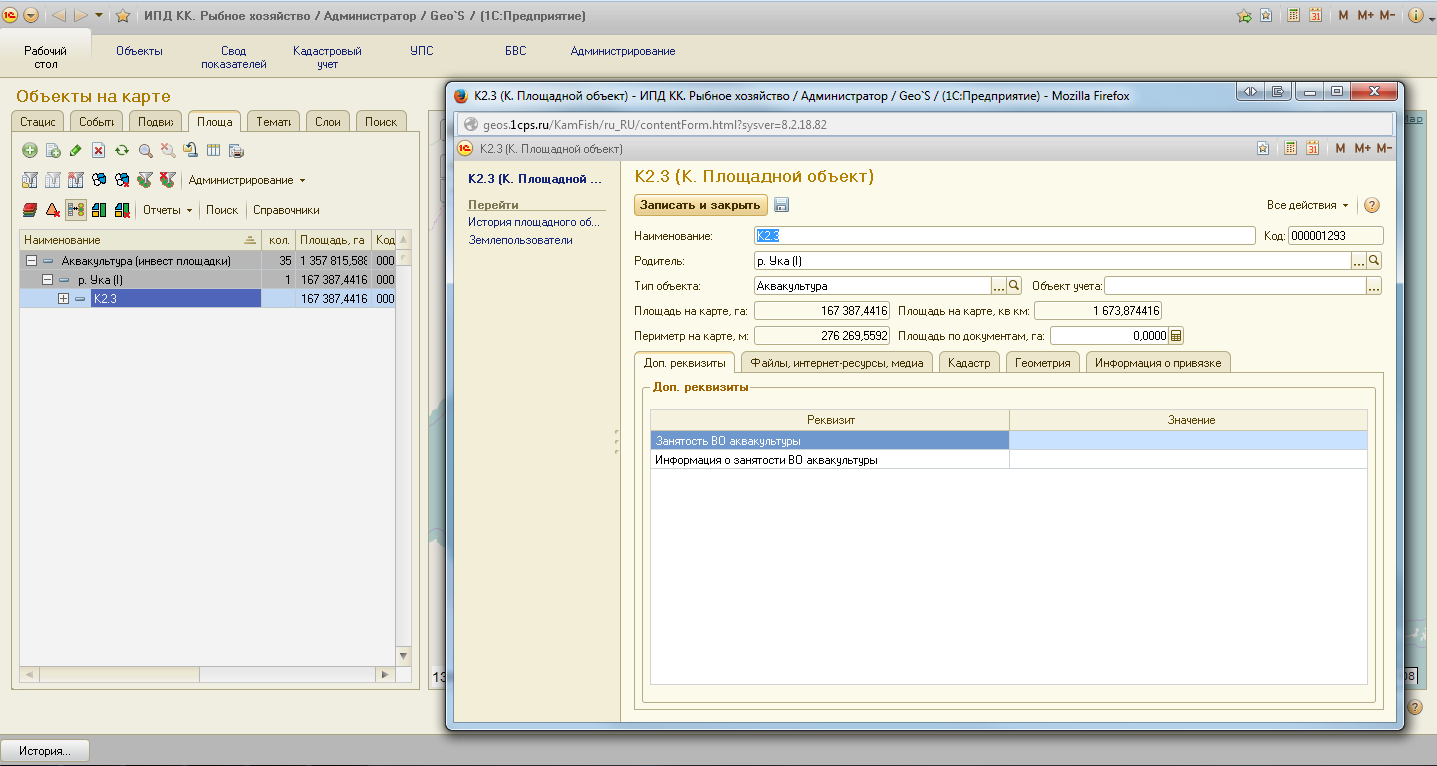 ИПД КК. Рыбное хозяйство / Администратор / Geo`S / (1С:Предприятие)
M M+ M-
Рабочий стол
Объекты
Свод показателей
Кадастровый учет
УПС
БВС
Администрирование
Объекты на карте
Стацис
Событи
Подвиж
Площа
Темати
Слои
Поиск
Администрирование
Отчеты
Поиск
Справочники
Наименование кол. Площадь, га Код
Аквакультура (инвест площадки) 35 1 357 815,588 000
р. Ука (I) 1 167 387,4416 000
К2.3 167 387,4416 000
История...
К2.3 (К. Площадной объект) - ИПД КК. Рыбное хозяйство / Администратор / Geo`S / (1С:Предприятие) - Mozilla Firefox
geos.1cps.ru/KamFish/ru_RU/contentForm.html?sysver=8.2.18.82
К2.3 (К. Площадной объект)
M M+ M-
К2.3 (К. Площадной ...
Перейти
История площадного об...
Землепользователи
К2.3 (К. Площадной объект)
Записать и закрыть
Все действия
Наименование: К2.3 Код: 000001293
Родитель: р. Ука (I)
Тип объекта: Аквакультура Объект учета:
Площадь на карте, га: 167 387,4416 Площадь на карте, кв км: 1 673,874416
Периметр на карте, м: 276 269,5592 Площадь по документам, га: 0,0000
Доп. реквизиты
Файлы, интернет-ресурсы, медиа
Кадастр
Геометрия
Информация о привязке
Доп. реквизиты
Реквизит Значение
Занятость ВО аквакультуры
Информация о занятости ВО аквакультуры